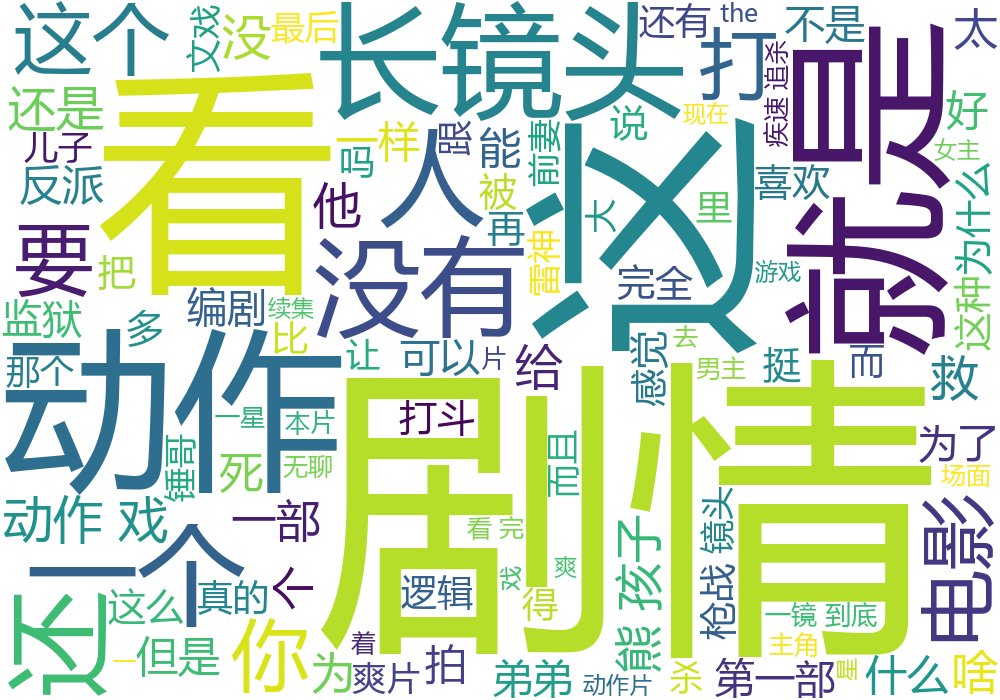 这个
文戏
没
最后
长镜头
还有
the
打
不是
太
还是
儿子
反派
看
一样
吗
跟
能
人
被
再
前妻
说
现在
疾速 追杀
就是
好
女主
喜欢
要
把
他
没有
雷神
大
里
这
完全
游戏
这种
为什么
监狱
多
编剧
续集
比
那个
动作
让
可以
片
给
感觉
去
男主
挺
而
救
一星
本片
锤哥
死
无聊
打斗
剧情
而且
为了
场面
动作 戏
一部
看 完
戏
爽
熊 孩子
枪战 镜头
电影
一个
个
逻辑
得
还
这么
真的
一镜 到底
一
但是
你
为
着
爽片
拍
弟弟
动作片
杀
主角
第一部
星
什么
啥